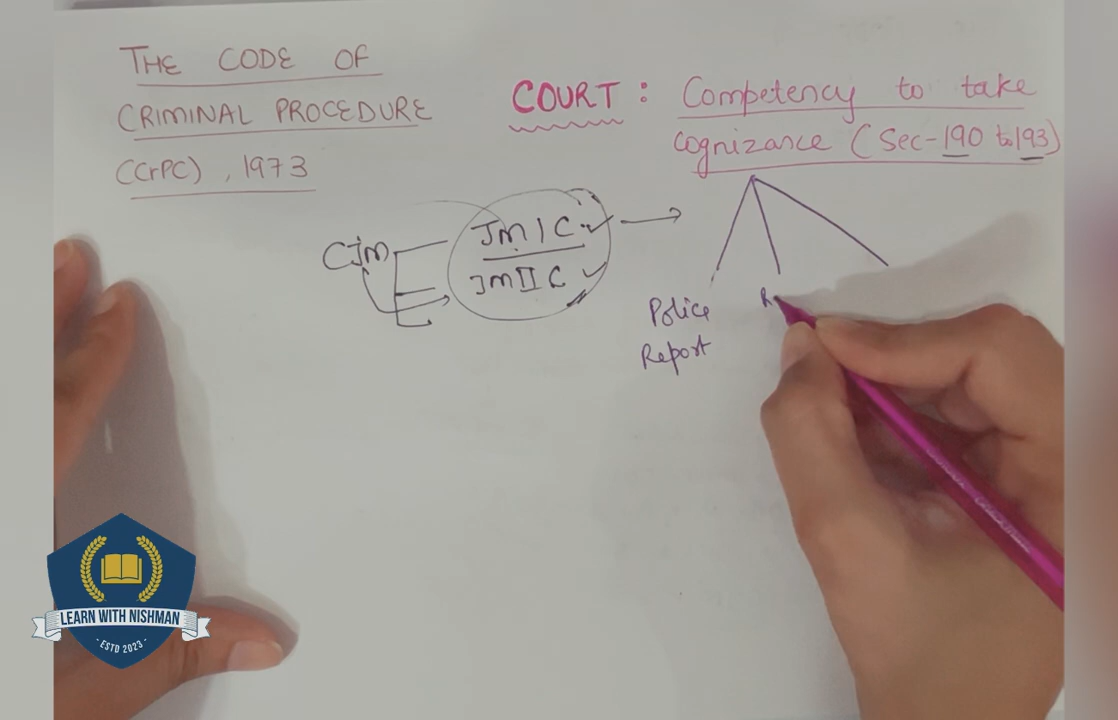 THE CODE OF
CRIMINAL PROCEDURE
(CrPC) , 1973
COURT : Competency to take
cognizance ( Sec-190 to 193)
CJM
JM I C
JM II C
Police
Report
R
LEARN WITH NISHMAN
- ESTD 2023 -